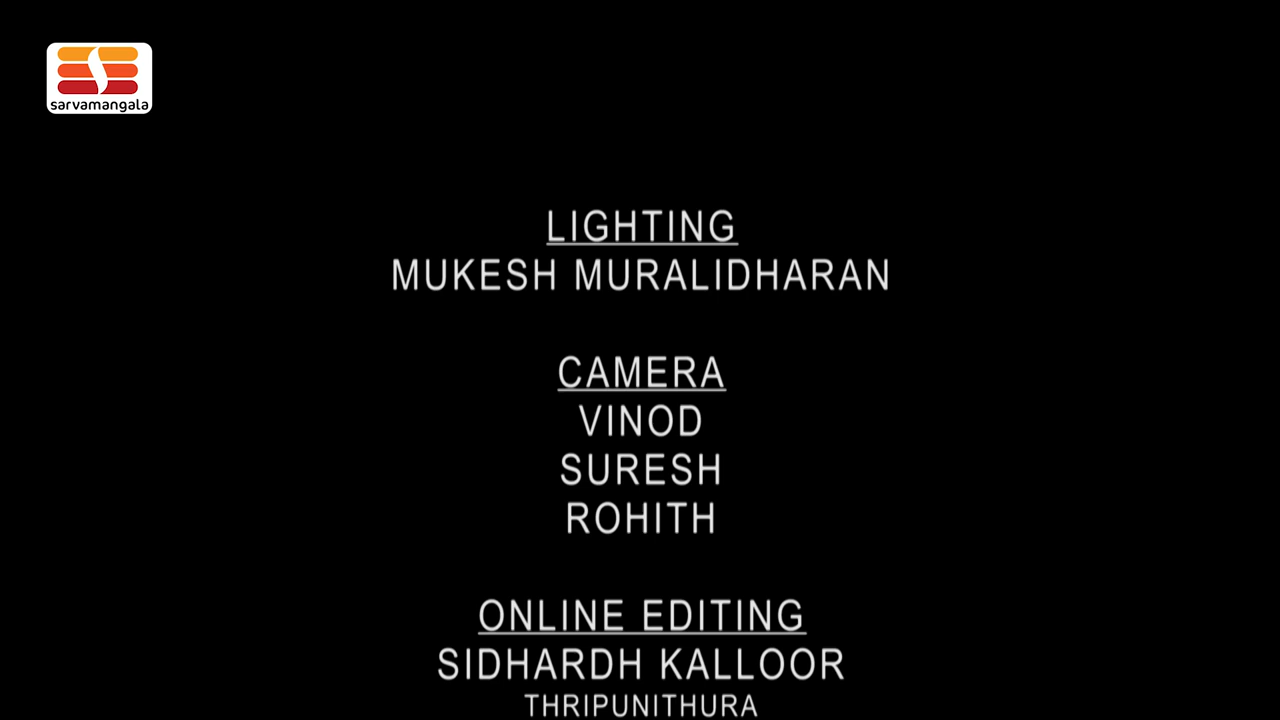 sarvamangala
LIGHTING
MUKESH MURALIDHARAN
CAMERA
VINOD
SURESH
ROHITH
ONLINE EDITING
SIDHARDH KALLOOR
THRIPUNITHURA